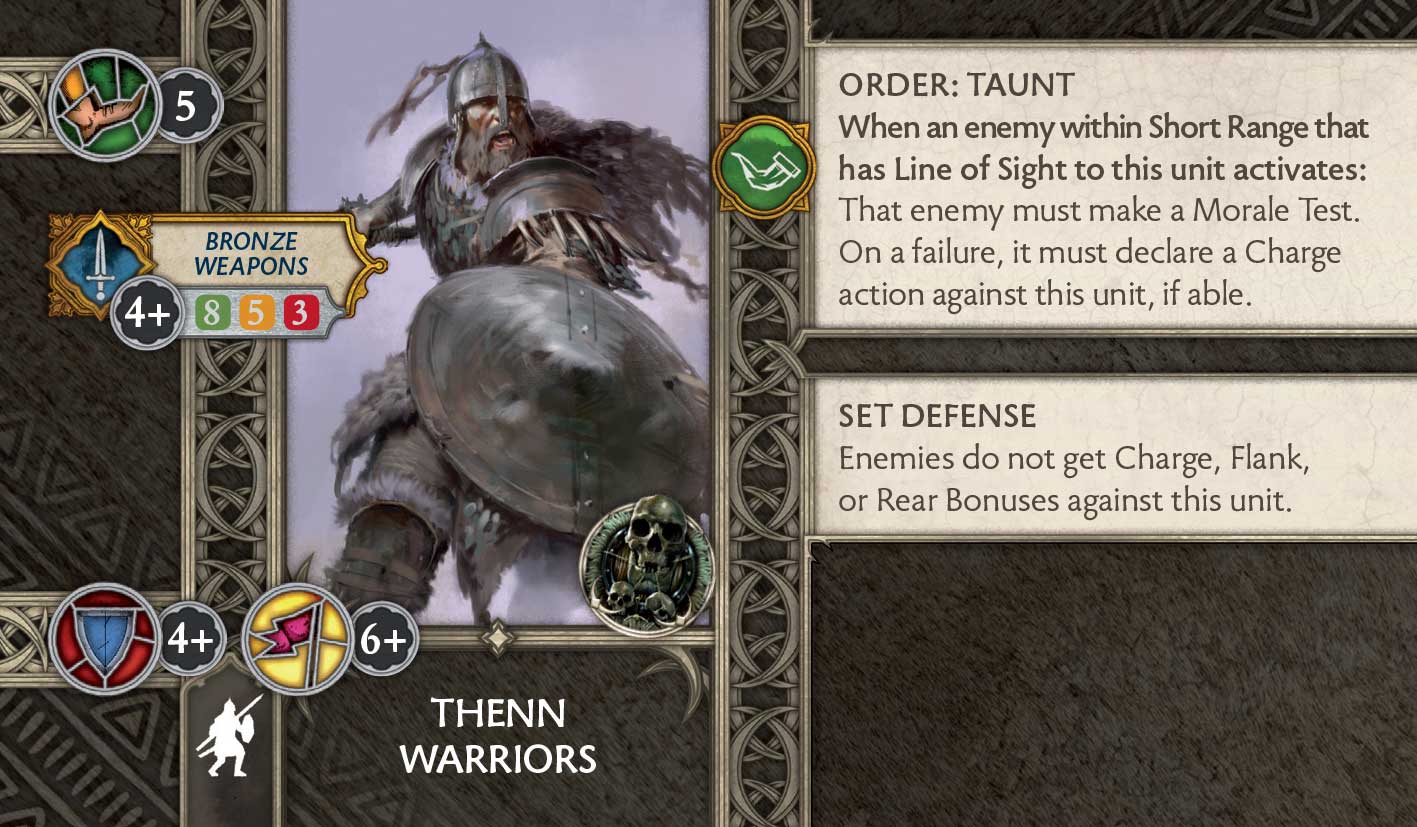 5
BRONZE
WEAPONS
4+ 8 5 3
4+ 6+
THENN
WARRIORS
ORDER: TAUNT
When an enemy within Short Range that
has Line of Sight to this unit activates:
That enemy must make a Morale Test.
On a failure, it must declare a Charge
action against this unit, if able.
SET DEFENSE
Enemies do not get Charge, Flank,
or Rear Bonuses against this unit.